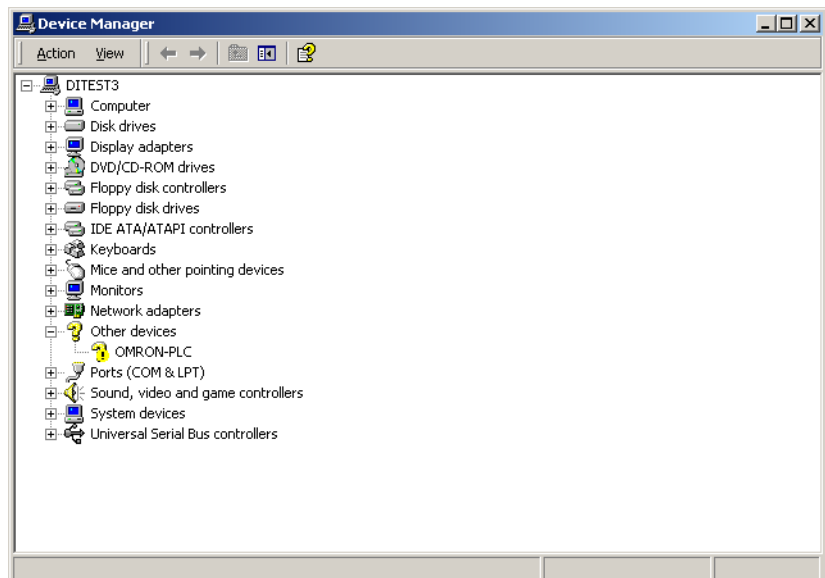 Device Manager
Action View
DITEST3
Computer
Disk drives
Display adapters
DVD/CD-ROM drives
Floppy disk controllers
Floppy disk drives
IDE ATA/ATAPI controllers
Keyboards
Mice and other pointing devices
Monitors
Network adapters
Other devices
OMRON-PLC
Ports (COM & LPT)
Sound, video and game controllers
System devices
Universal Serial Bus controllers